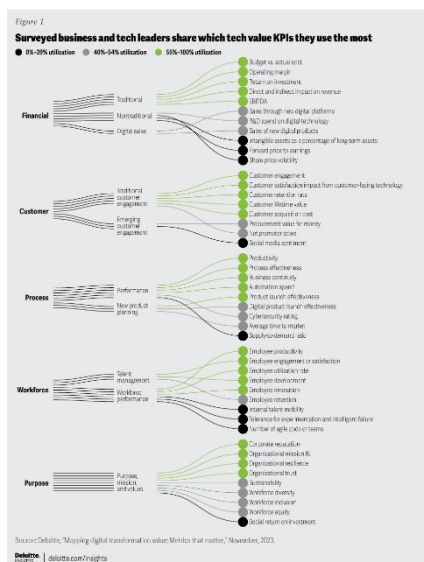 Figure 1
Surveyed business and tech leaders share which tech value KPIs they use the most
0%–39% utilization
40%–54% utilization
55%–100% utilization
Financial
Traditional
Nontraditional
Digital sales
Budget vs. actual cost
Operating margin
Return on investment
Direct and indirect impact on revenue
EBITDA
Sales through new digital platforms
R&D spend on digital technology
Sales of new digital products
Intangible assets as a percentage of long-term assets
Forward price to earnings
Share price volatility
Customer
Traditional
customer
engagement
Emerging
customer
engagement
Customer engagement
Customer satisfaction impact from customer-facing technology
Customer retention rate
Customer lifetime value
Customer acquisition cost
Procurement value for money
Net promoter score
Social media sentiment
Process
Performance
New product
planning
Productivity
Process effectiveness
Business continuity
Automation spend
Product launch effectiveness
Digital product launch effectiveness
Cybersecurity rating
Average time to market
Supply-to-demand ratio
Workforce
Talent
management
Workforce
performance
Employee productivity
Employee engagement or satisfaction
Employee utilization rate
Employee development
Employee innovation
Employee retention
Internal talent mobility
Tolerance for experimentation and intelligent failure
Number of agile pods or teams
Purpose
Purpose,
mission,
and values
Corporate reputation
Organizational mission fit
Organizational resilience
Organizational trust
Sustainability
Workforce diversity
Workforce inclusion
Workforce equity
Social return on investment
Source: Deloitte, "Mapping digital transformation value: Metrics that matter," November, 2023.
Deloitte.
INSIGHTS
deloitte.com/insights